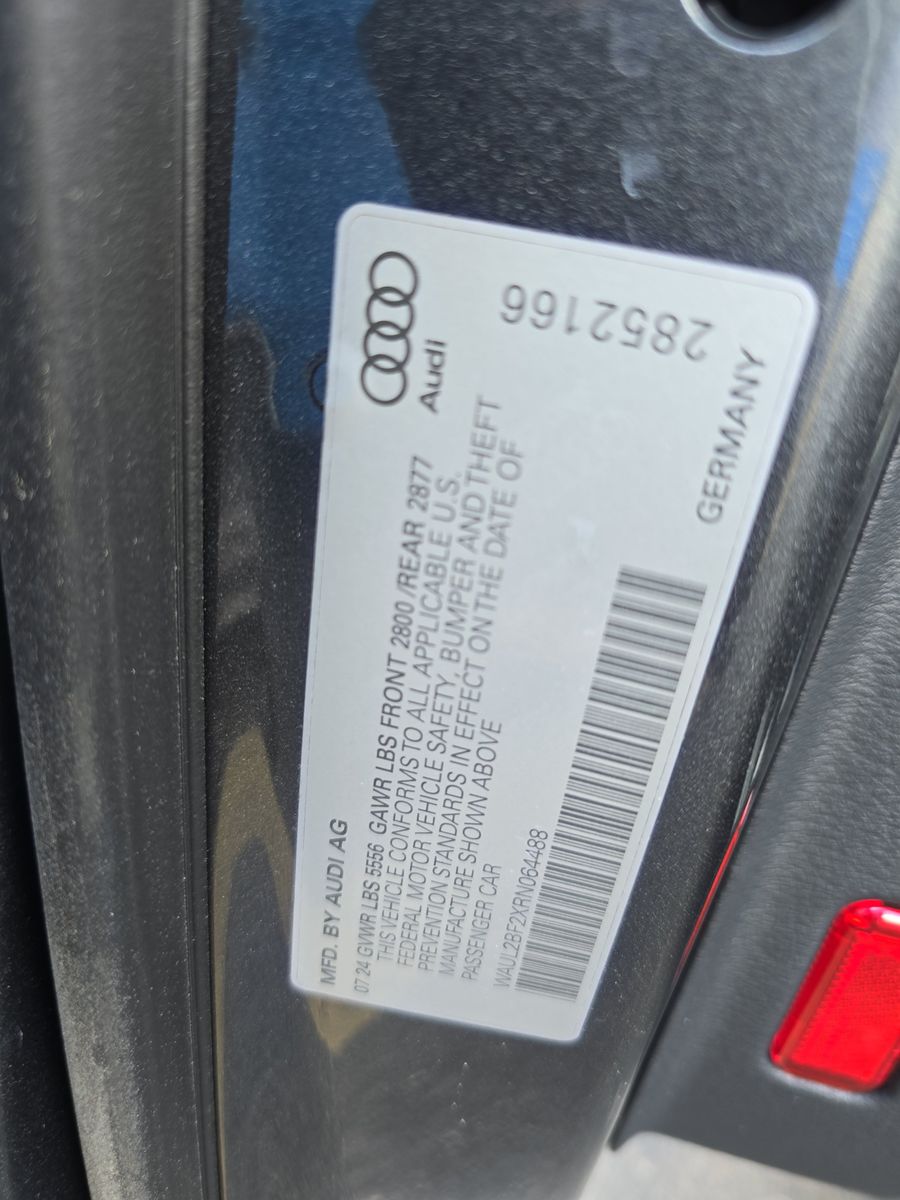 MFD. BY AUDI AG
Audi
07 24 GVWR LBS 5556 GAWR LBS FRONT 2800 /REAR 2877
THIS VEHICLE CONFORMS TO ALL APPLICABLE U.S.
FEDERAL MOTOR VEHICLE SAFETY, BUMPER AND THEFT
PREVENTION STANDARDS IN EFFECT ON THE DATE OF
MANUFACTURE SHOWN ABOVE
PASSENGER CAR
WAUL2BF2XRN064488
2852166
GERMANY